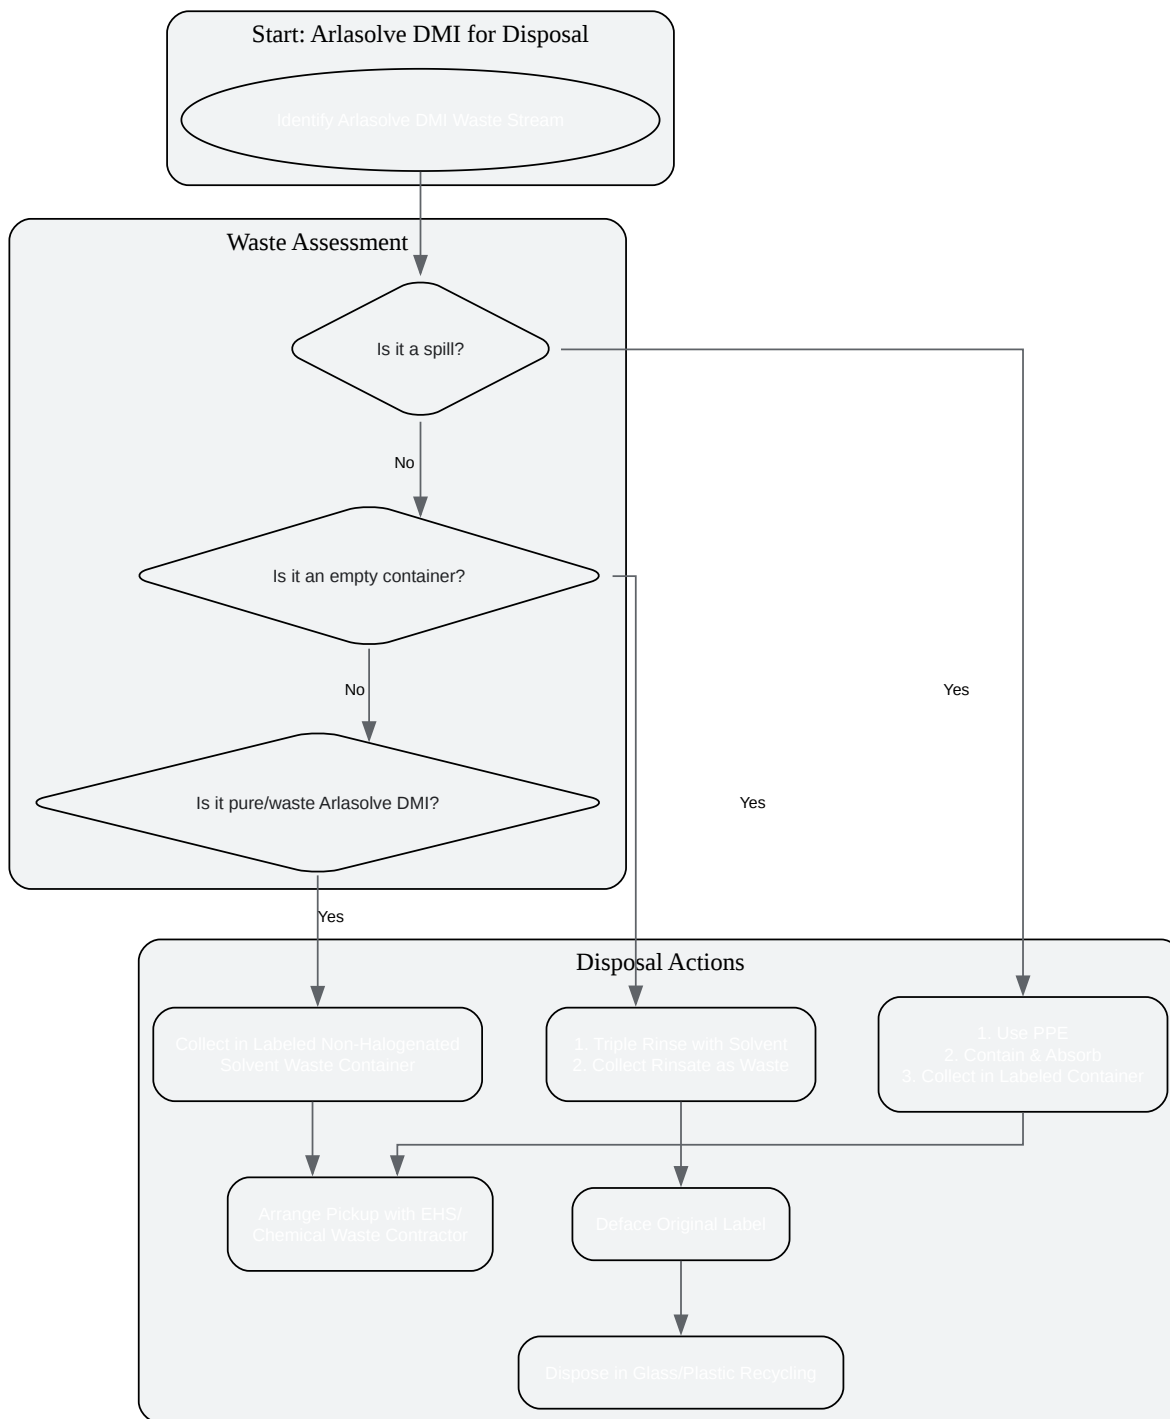 Start: Arlasolve DMI for Disposal
Identify Arlasolve DMI Waste Stream
Waste Assessment
Is it a spill?
No
Is it an empty container?
No
Yes
Is it pure/waste Arlasolve DMI?
Yes
Yes
Disposal Actions
Collect in Labeled Non-Halogenated
Solvent Waste Container
1. Triple Rinse with Solvent
2. Collect Rinsate as Waste
1. Use PPE
2. Contain & Absorb
3. Collect in Labeled Container
Arrange Pickup with EHS/
Chemical Waste Contractor
Deface Original Label
Dispose in Glass/Plastic Recycling